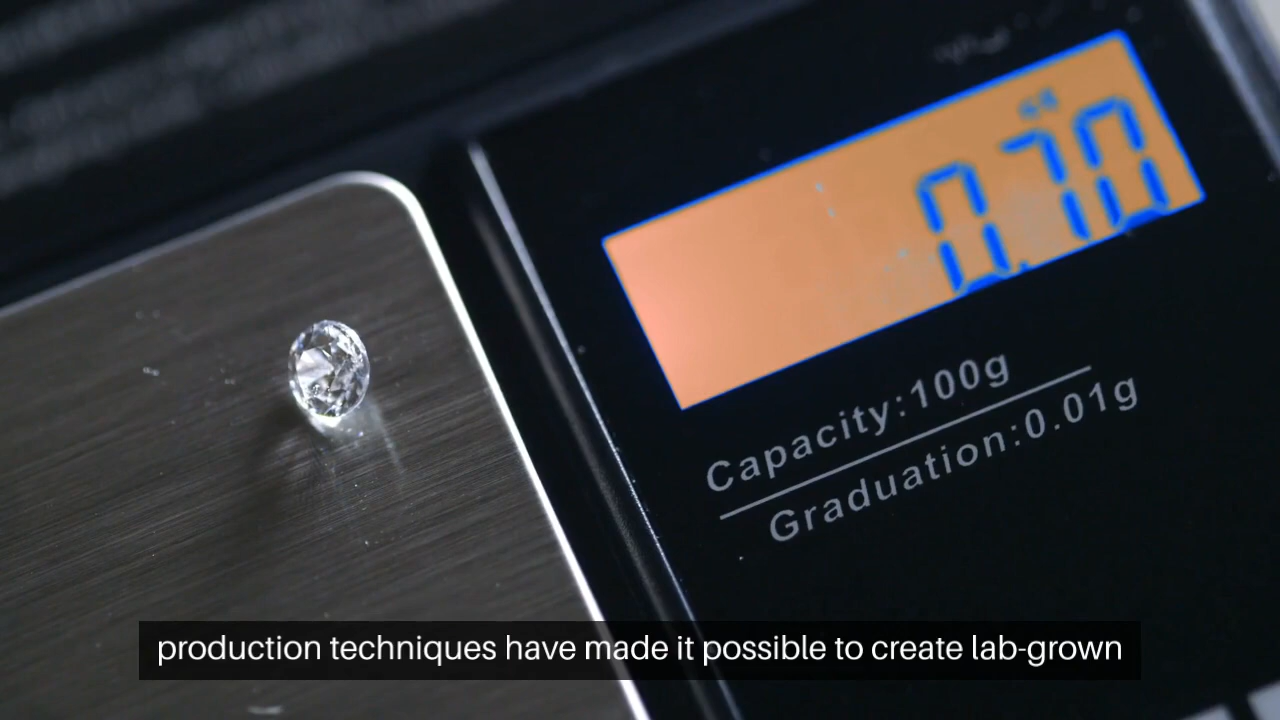 0.70
Capacity:100g
Graduation:0.01g
production techniques have made it possible to create lab-grown